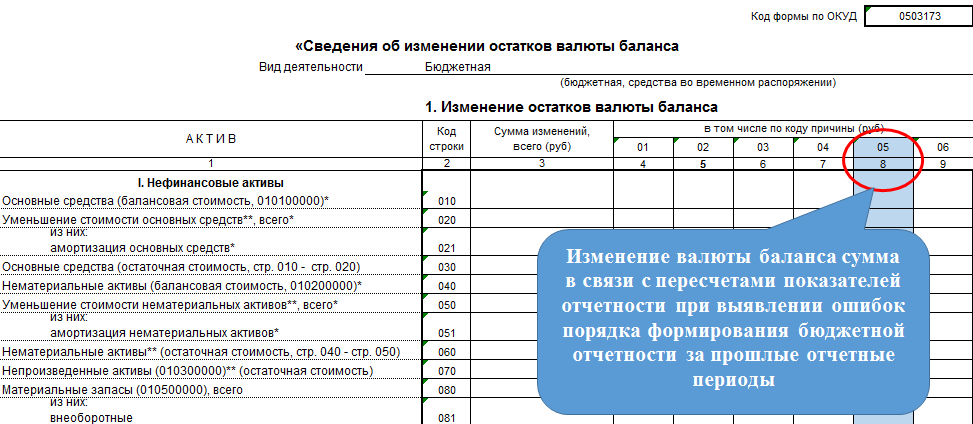 Код формы по ОКУД 0503173
«Сведения об изменении остатков валюты баланса
Вид деятельности Бюджетная
(бюджетная, средства во временном распоряжении)
1. Изменение остатков валюты баланса
А К Т И В Код строки Сумма изменений, всего (руб) в том числе по коду причины (руб)
01 02 03 04 05 06
1 2 3 4 5 6 7 8 9
I. Нефинансовые активы
Основные средства (балансовая стоимость, 010100000)* 010
Уменьшение стоимости основных средств**, всего* 020
из них:
амортизация основных средств* 021
Основные средства (остаточная стоимость, стр. 010 - стр. 020) 030
Нематериальные активы (балансовая стоимость, 010200000)* 040
Уменьшение стоимости нематериальных активов**, всего* 050
из них:
амортизация нематериальных активов* 051
Нематериальные активы** (остаточная стоимость, стр. 040 - стр. 050) 060
Непроизведенные активы (010300000)** (остаточная стоимость) 070
Материальные запасы (010500000), всего 080
из них:
внеоборотные 081
Изменение валюты баланса сумма
в связи с пересчетами показателей
отчетности при выявлении ошибок
порядка формирования бюджетной
отчетности за прошлые отчетные
периоды